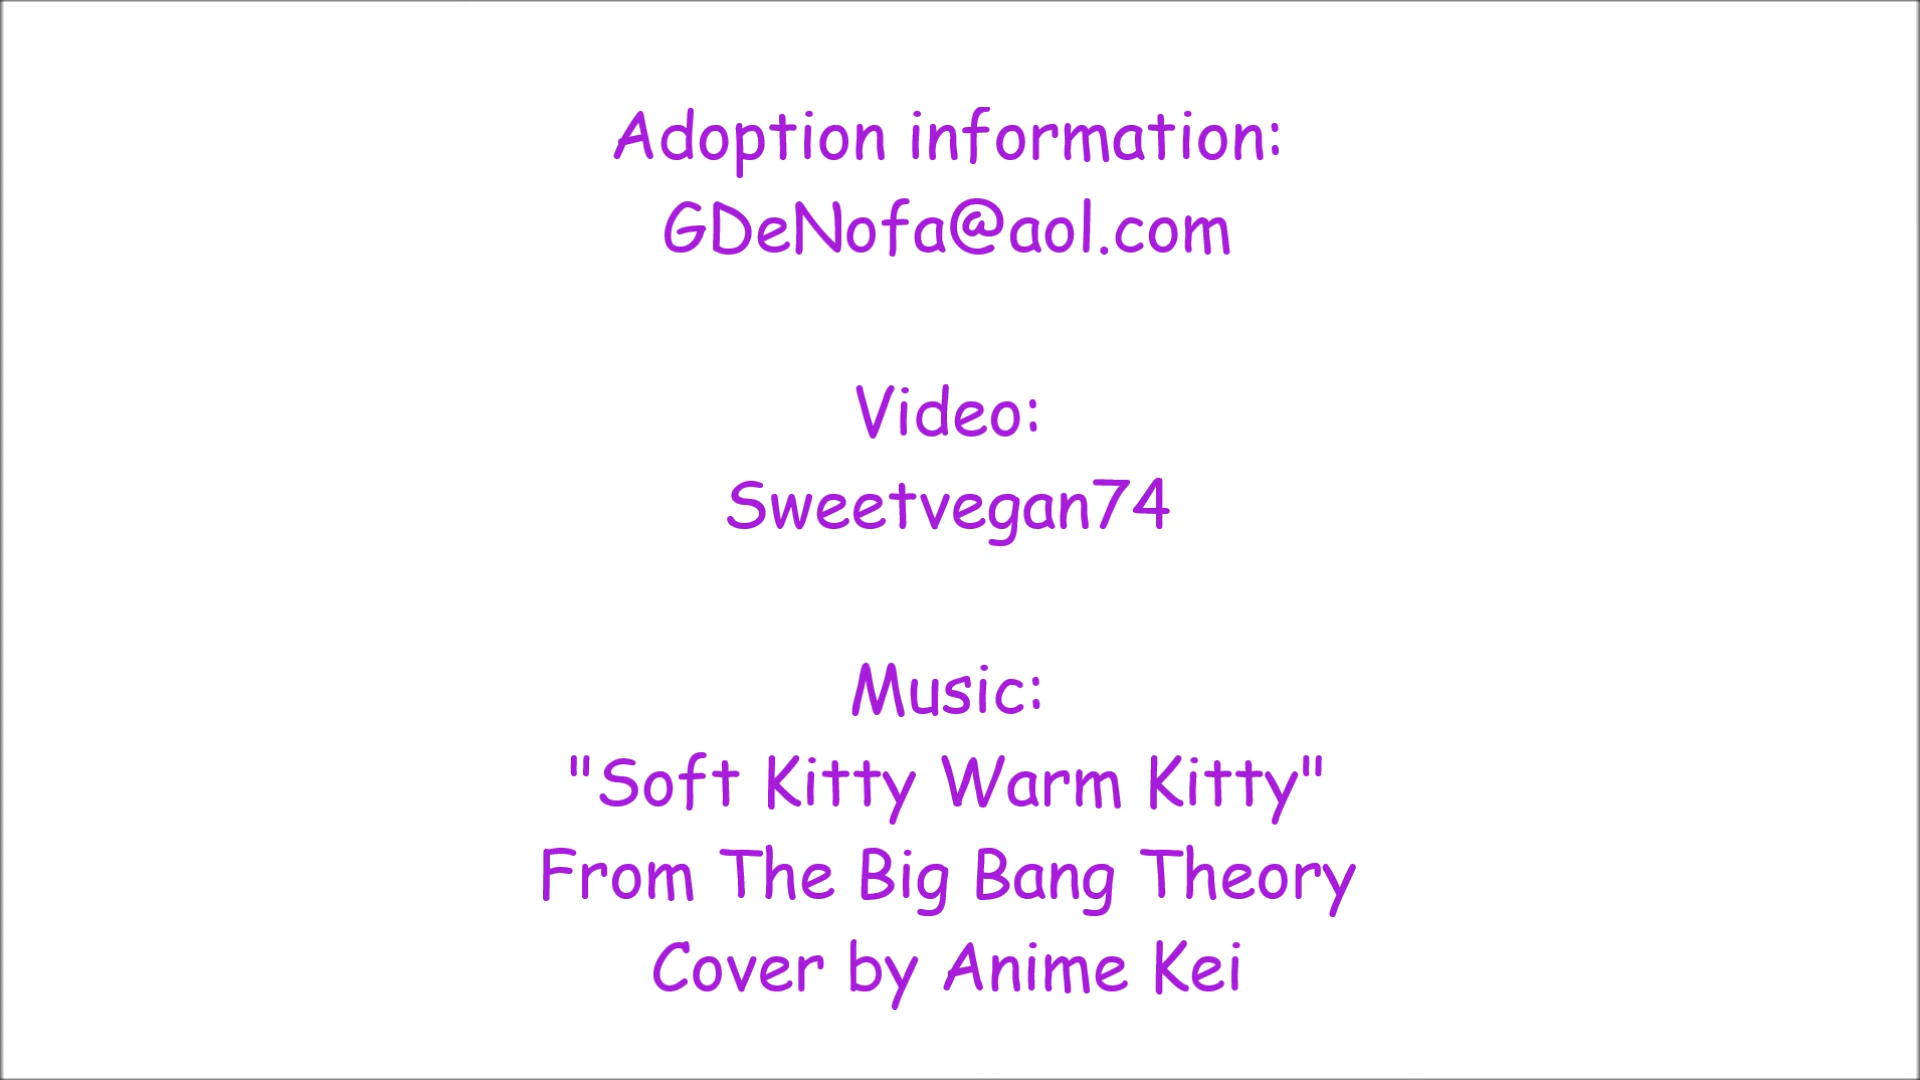 Adoption information:
GDeNofa@aol.com
Video:
Sweetvegan74
Music:
"Soft Kitty Warm Kitty"
From The Big Bang Theory
Cover by Anime Kei